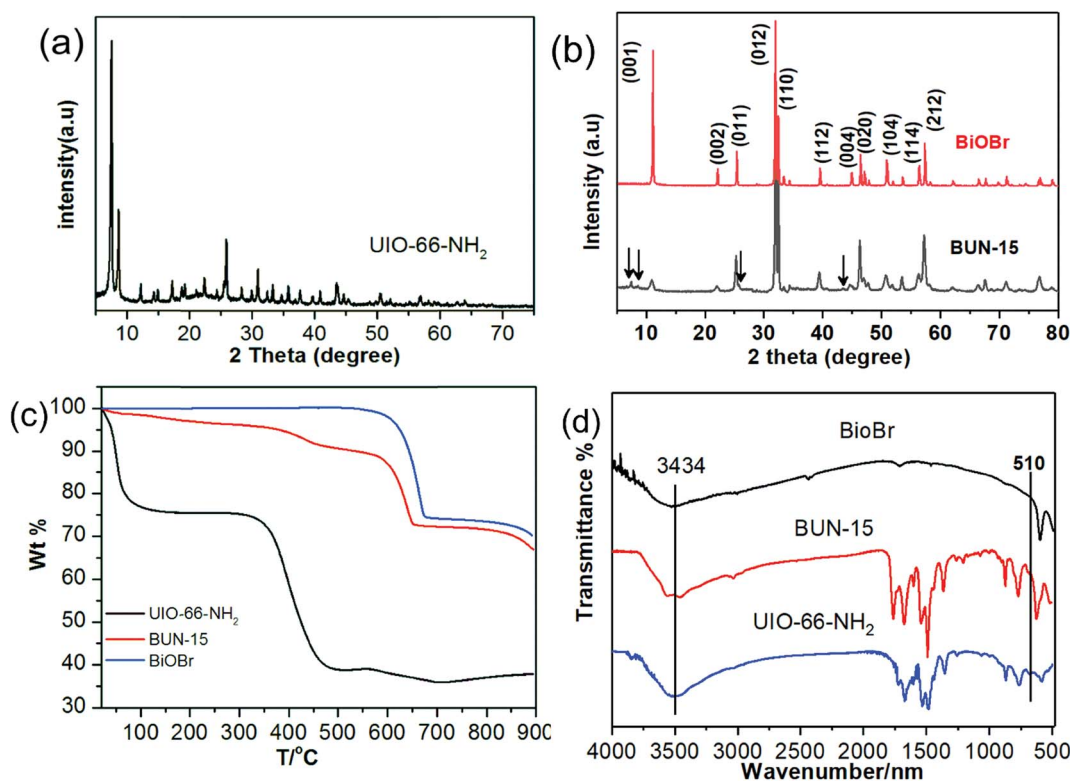 (a)
intensity(a.u)
UIO-66-NH₂
10 20 30 40 50 60 70
2 Theta (degree)
(b)
Intensity (a.u)
(001)
(002)
(011)
(012)
(110)
(112)
(004)
(020)
(104)
(114)
(212)
BiOBr
BUN-15
10 20 30 40 50 60 70 80
2 theta (degree)
(c)
Wt %
100
90
80
70
60
50
40
30
UIO-66-NH₂
BUN-15
BiOBr
100 200 300 400 500 600 700 800 900
T/°C
(d)
Transmittance %
BioBr
3434
510
BUN-15
UIO-66-NH₂
4000 3500 3000 2500 2000 1500 1000 500
Wavenumber/nm